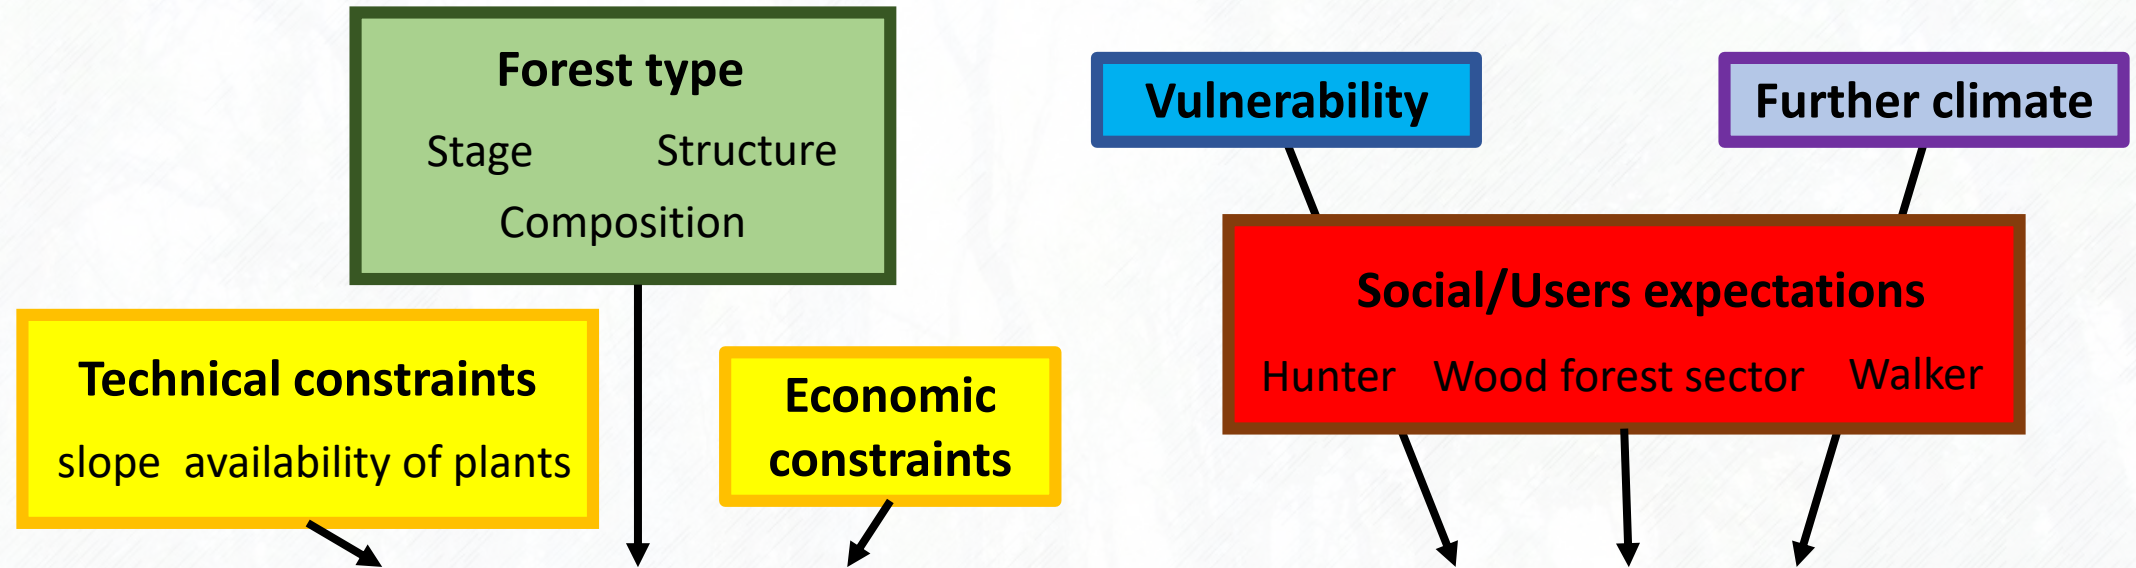 Forest type
Stage Structure
Composition
Technical constraints
slope availability of plants
Economic
constraints
Vulnerability
Further climate
Social/Users expectations
Hunter Wood forest sector Walker